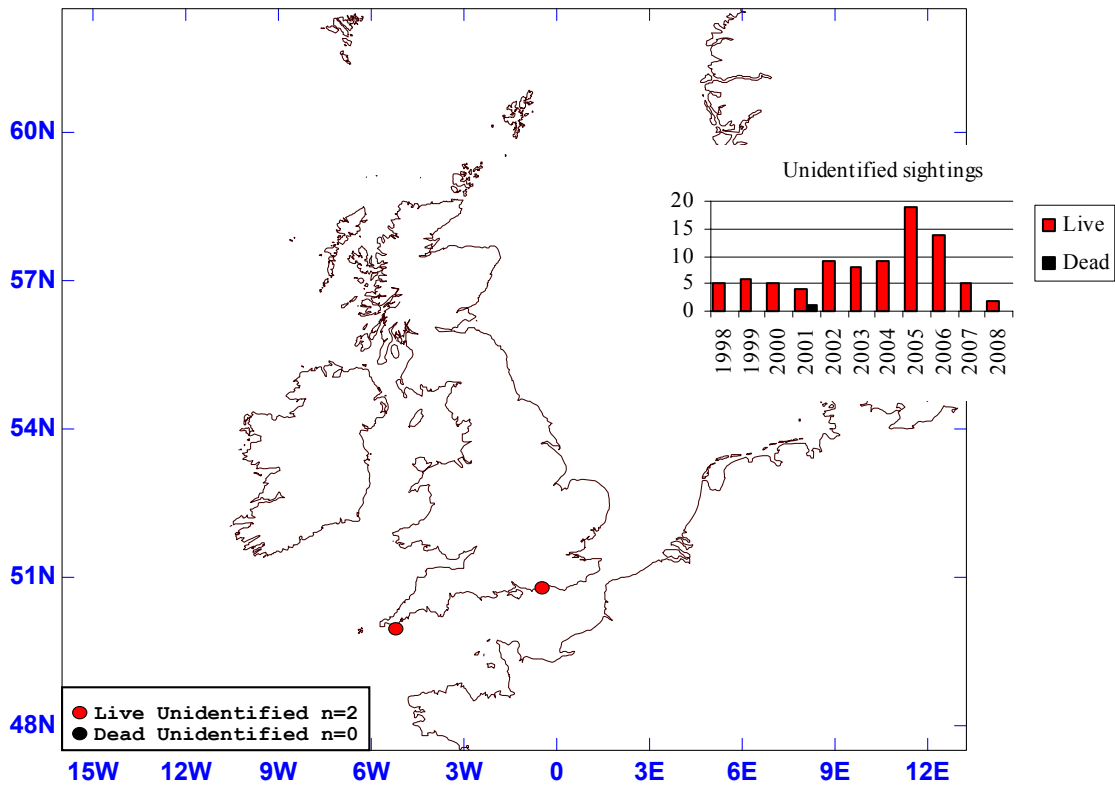 60N
57N
54N
51N
48N
15W 12W 9W 6W 3W 0 3E 6E 9E 12E
Unidentified sightings
20
15
10
5
0
1998 1999 2000 2001 2002 2003 2004 2005 2006 2007 2008
Live
Dead
Live Unidentified n=2
Dead Unidentified n=0